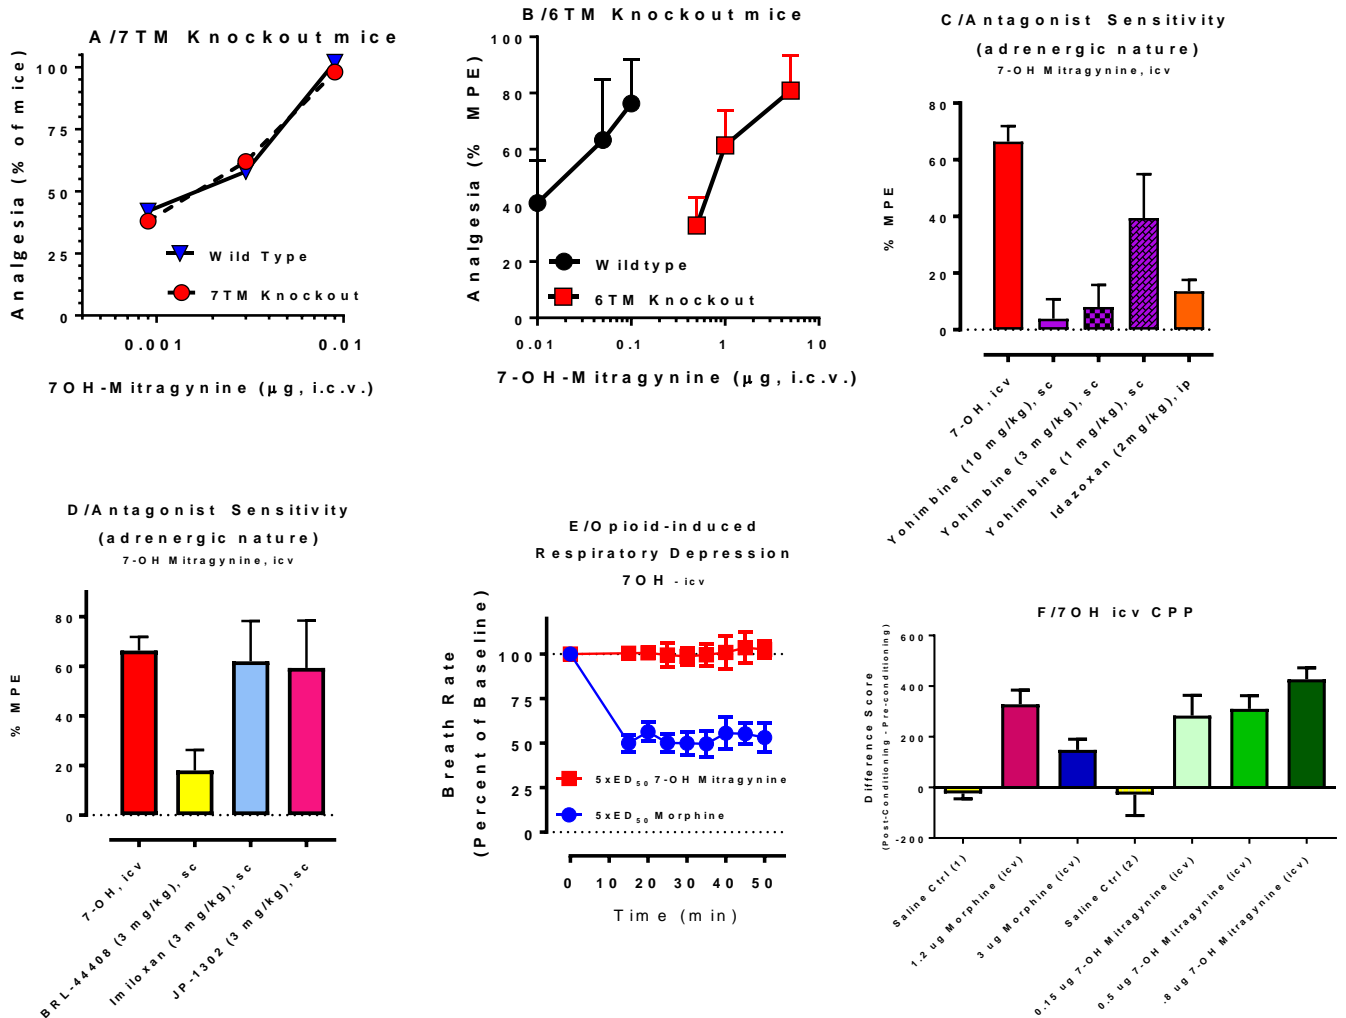 A/7TM Knockout mice
Analgesia (% of mice)
100
75
50
25
0
Wild Type
7TM Knockout
0.001
0.01
7OH-Mitragynine (μg, i.c.v.)
B/6TM Knockout mice
Analgesia (% MPE)
100
80
60
40
20
0
Wildtype
6TM Knockout
0.01
0.1
1
10
7-OH-Mitragynine (μg, i.c.v.)
C/Antagonist Sensitivity
(adrenergic nature)
7-OH Mitragynine, icv
% MPE
80
60
40
20
0
7-OH, icv
Yohimbine (10 mg/kg), sc
Yohimbine (3 mg/kg), sc
Yohimbine (1 mg/kg), sc
Idazoxan (2mg/kg), ip
D/Antagonist Sensitivity
(adrenergic nature)
7-OH Mitragynine, icv
% MPE
80
60
40
20
0
7-OH, icv
BRL-44408 (3 mg/kg), sc
Imiloxan (3 mg/kg), sc
JP-1302 (3 mg/kg), sc
E/Opioid-induced
Respiratory Depression
7OH - icv
Breath Rate
(Percent of Baseline)
100
75
50
25
0
5xED50 7-OH Mitragynine
5xED50 Morphine
0
10
20
30
40
50
Time (min)
F/7OH icv CPP
Difference Score
(Post-Conditioning - Pre-conditioning)
600
400
200
0
-200
Saline Ctrl (1)
1.2 ug Morphine (icv)
3 ug Morphine (icv)
Saline Ctrl (2)
0.15 ug 7-OH Mitragynine (icv)
0.5 ug 7-OH Mitragynine (icv)
.8 ug 7-OH Mitragynine (icv)